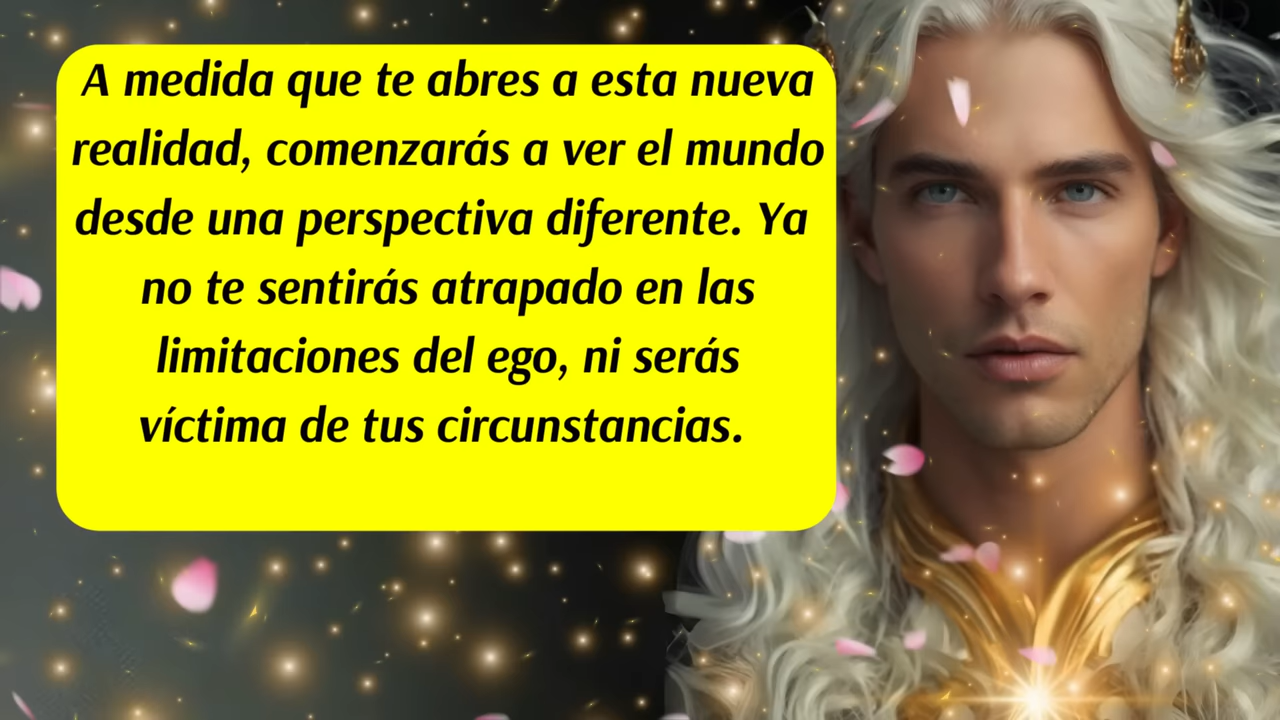 A medida que te abres a esta nueva
realidad, comenzarás a ver el mundo
desde una perspectiva diferente. Ya
no te sentirás atrapado en las
limitaciones del ego, ni serás
víctima de tus circunstancias.